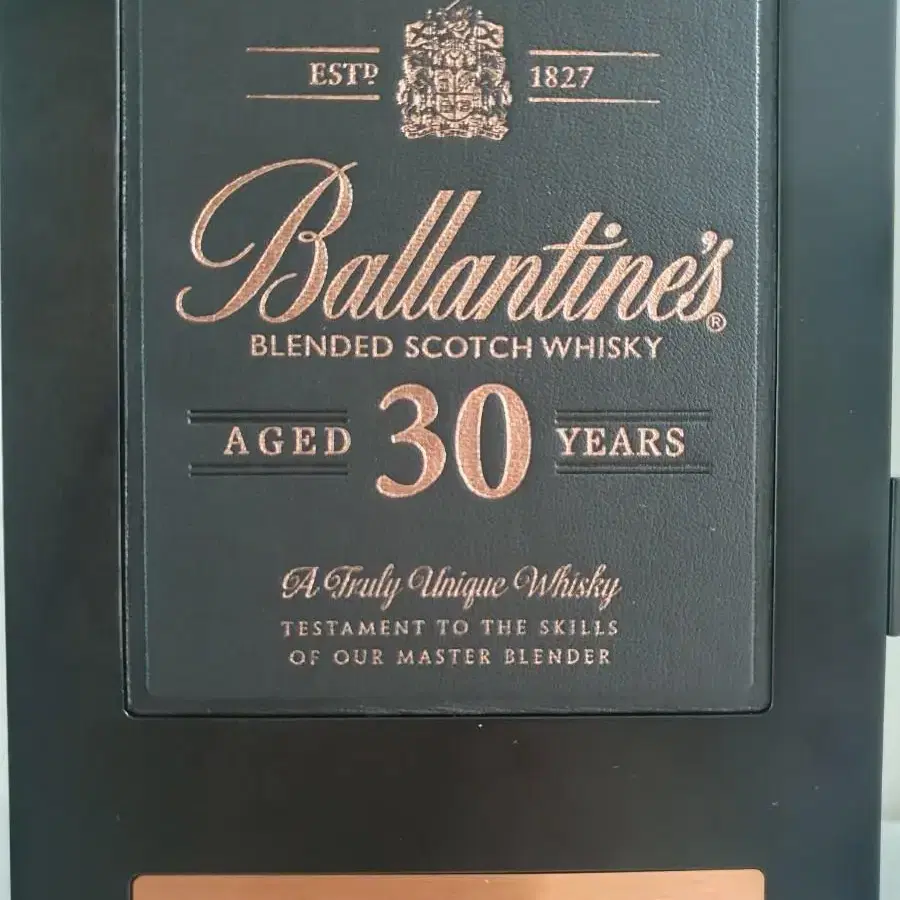 ESTD 1827
Ballantine's®
BLENDED SCOTCH WHISKY
AGED 30 YEARS
A Truly Unique Whisky
TESTAMENT TO THE SKILLS
OF OUR MASTER BLENDER